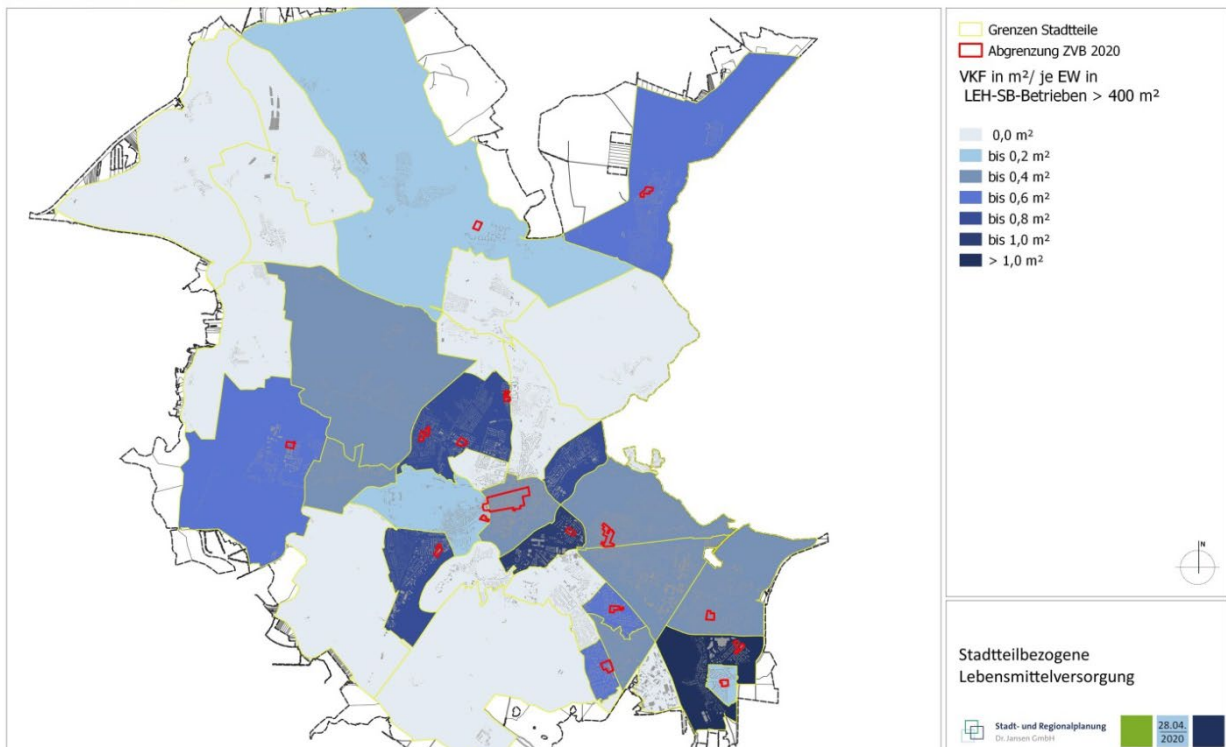 Grenzen Stadtteile
Abgrenzung ZVB 2020
VKF in m²/ je EW in
LEH-SB-Betrieben > 400 m²
0,0 m²
bis 0,2 m²
bis 0,4 m²
bis 0,6 m²
bis 0,8 m²
bis 1,0 m²
> 1,0 m²
N
Stadtteilbezogene
Lebensmittelversorgung
Stadt- und Regionalplanung
Dr. Jansen GmbH
28.04.
2020